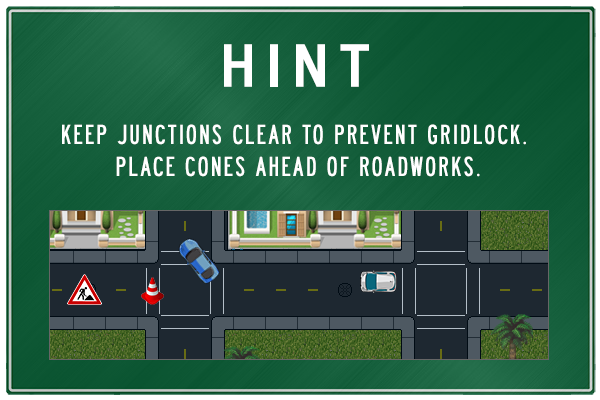 HINT
KEEP JUNCTIONS CLEAR TO PREVENT GRIDLOCK.
PLACE CONES AHEAD OF ROADWORKS.